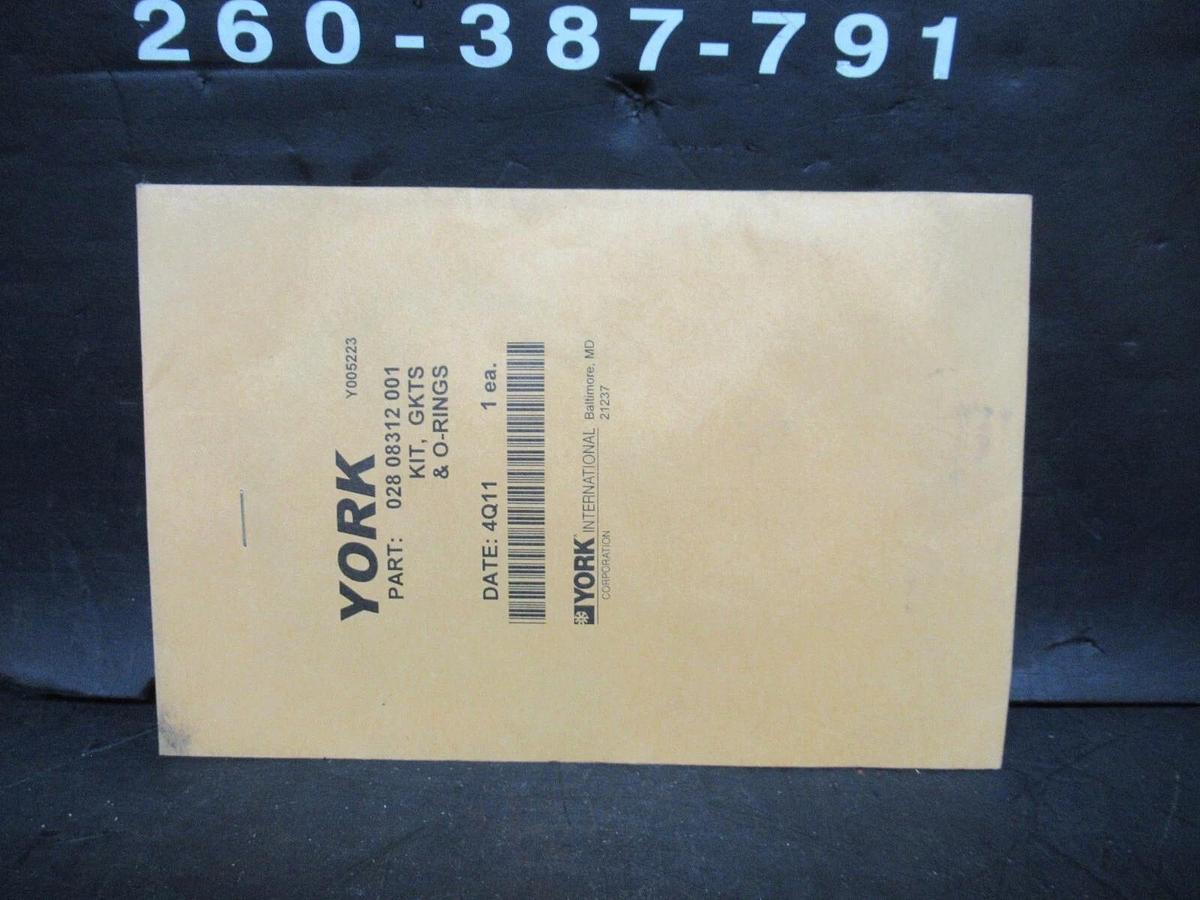 260-387-791
Y005223
YORK
PART: 028 08312 001
KIT, GKTS
& O-RINGS
DATE: 4Q11 1 ea.
YORK INTERNATIONAL Baltimore, MD
CORPORATION 21237